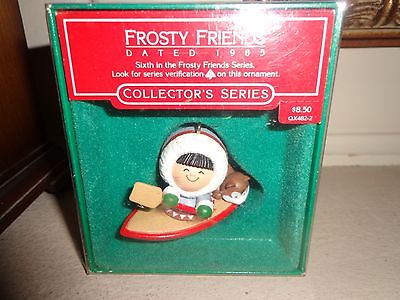 FROSTY FRIENDS
DATED 1985
Sixth in the Frosty Friends Series.
Look for series verification on this ornament.
COLLECTOR'S SERIES
$8.50
QX482-2